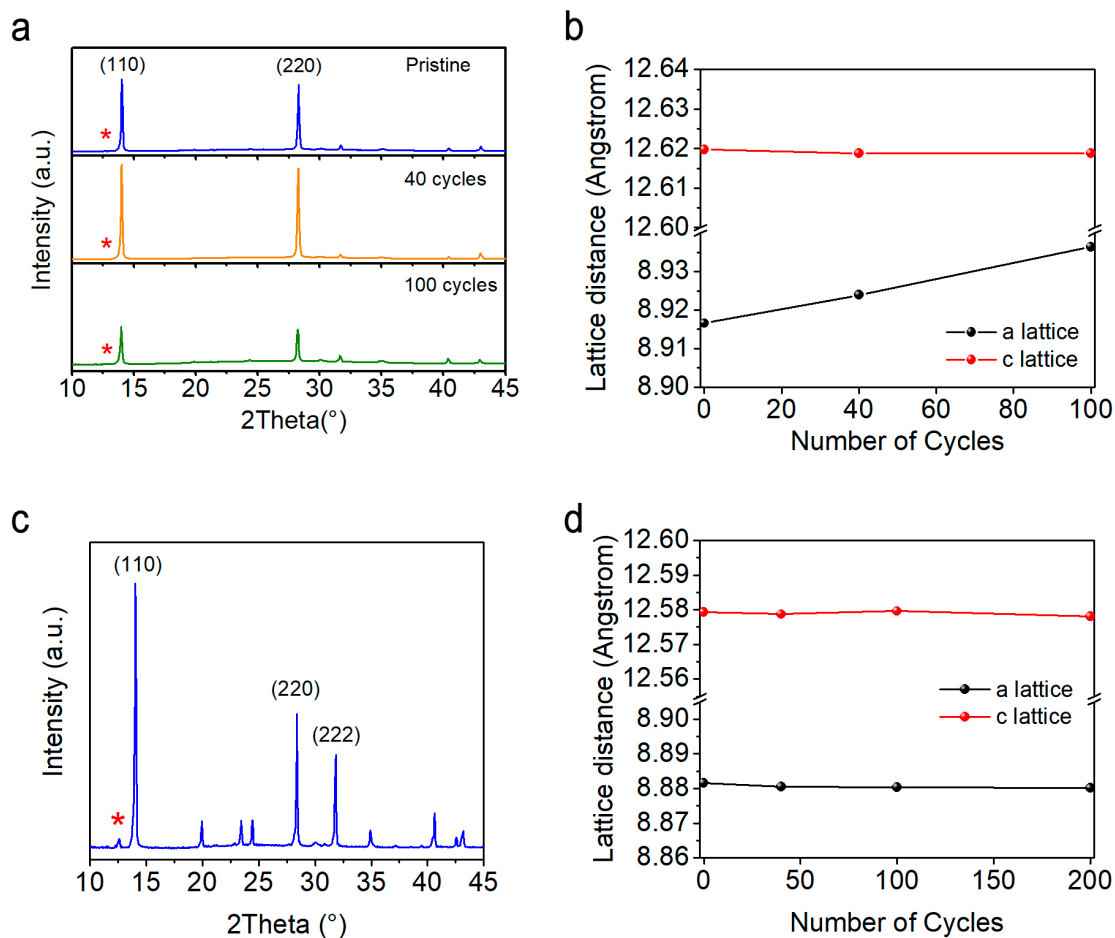 a
(110)
(220)
Pristine
*
40 cycles
*
100 cycles
*
Intensity (a.u.)
10 15 20 25 30 35 40 45
2Theta(°)
b
Lattice distance (Angstrom)
12.64
12.63
12.62
12.61
12.60
8.93
8.92
8.91
8.90
a lattice
c lattice
0 20 40 60 80 100
Number of Cycles
c
(110)
(220)
(222)
*
Intensity (a.u.)
10 15 20 25 30 35 40 45
2Theta (°)
d
Lattice distance (Angstrom)
12.60
12.59
12.58
12.57
12.56
8.90
8.88
8.87
8.86
a lattice
c lattice
0 50 100 150 200
Number of Cycles